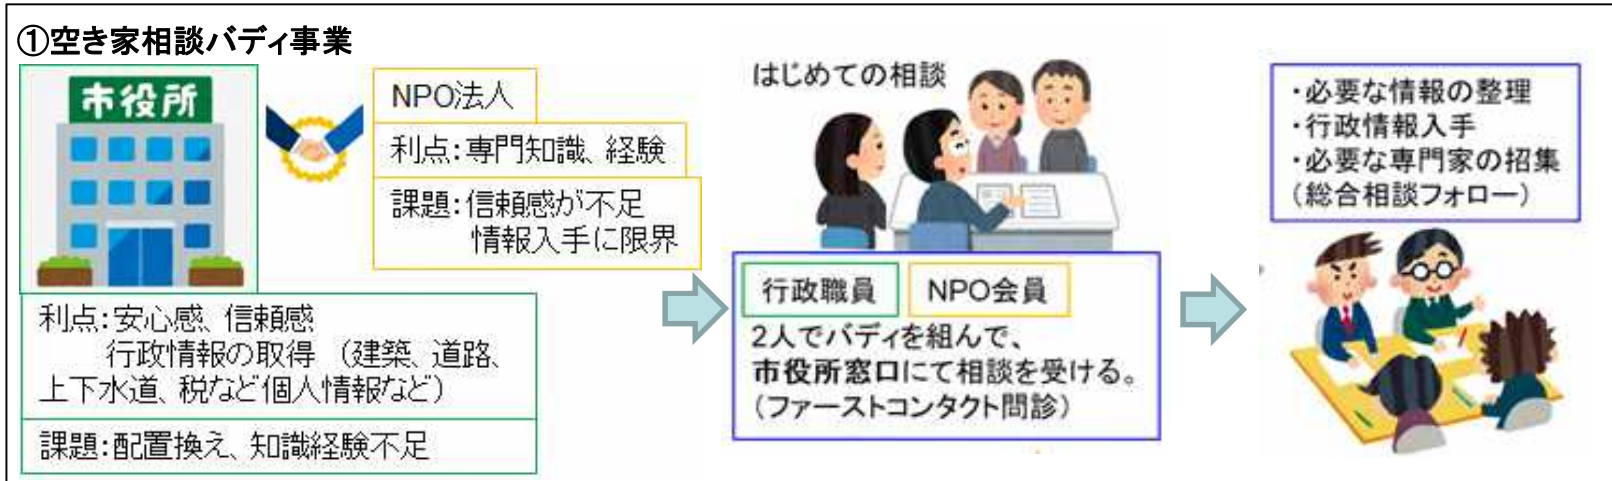 ①空き家相談バディ事業
市役所
NPO法人
利点:専門知識、経験
課題:信頼感が不足
情報入手に限界
利点:安心感、信頼感
行政情報の取得 (建築、道路、
上下水道、税など個人情報など)
課題:配置換え、知識経験不足
はじめての相談
行政職員
NPO会員
2人でバディを組んで、
市役所窓口にて相談を受ける。
(ファーストコンタクト問診)
・必要な情報の整理
・行政情報入手
・必要な専門家の招集
(総合相談フォロー)